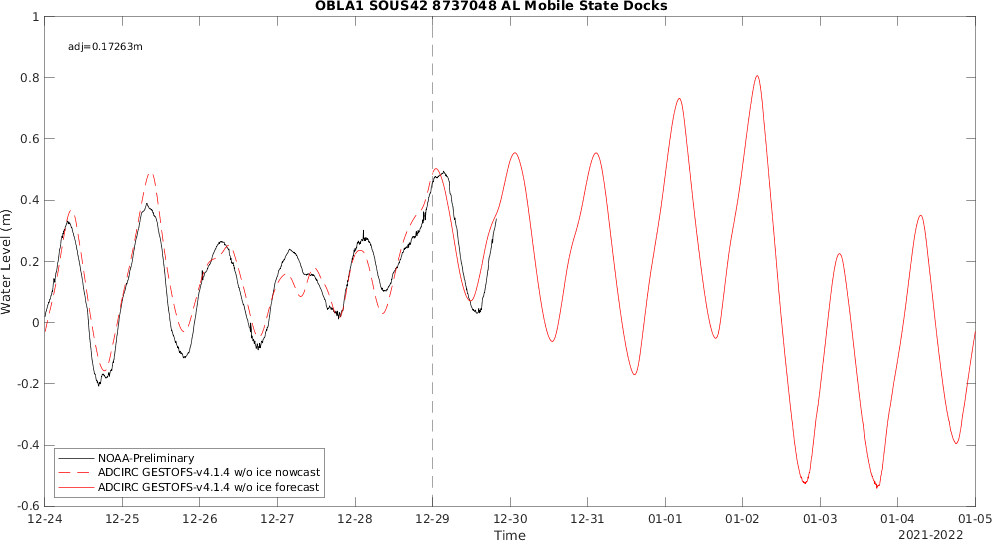 OBLA1 SOUS42 8737048 AL Mobile State Docks
adj=0.17263m
Water Level (m)
1
0.8
0.6
0.4
0.2
0
-0.2
-0.4
-0.6
NOAA-Preliminary
ADCIRC GESTOFS-v4.1.4 w/o ice nowcast
ADCIRC GESTOFS-v4.1.4 w/o ice forecast
12-24 12-25 12-26 12-27 12-28 12-29 12-30 12-31 01-01 01-02 01-03 01-04 01-05
Time
2021-2022